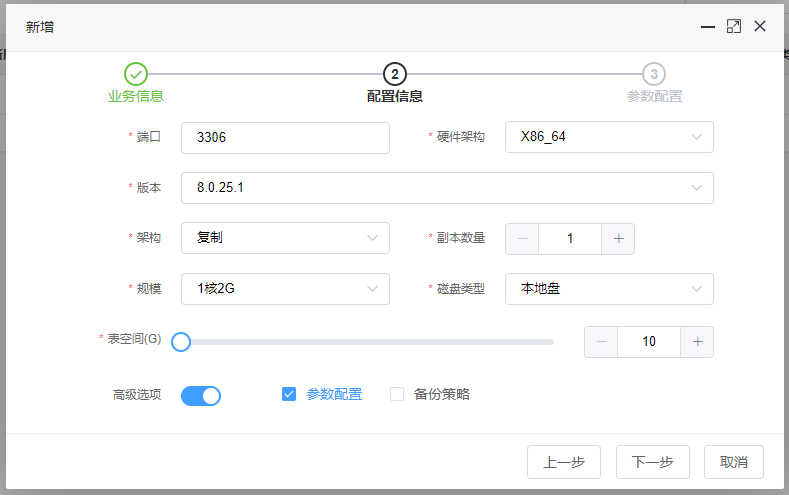 新增
2 3
业务信息 配置信息 参数配置
* 端口 3306 * 硬件架构 X86_64
* 版本 8.0.25.1
* 架构 复制 * 副本数量 1
* 规模 1核2G * 磁盘类型 本地盘
* 表空间(G) 10
高级选项 参数配置 备份策略
上一步 下一步 取消